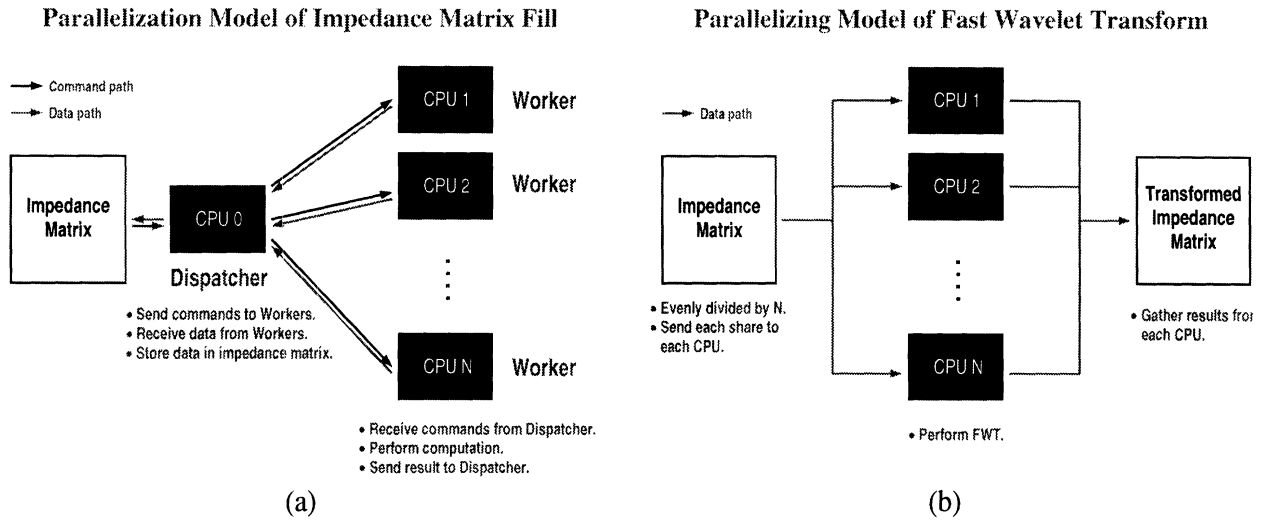 Parallelization Model of Impedance Matrix Fill
Command path
Data path
Impedance
Matrix
CPU 0
Dispatcher
• Send commands to Workers.
• Receive data from Workers.
• Store data in impedance matrix.
CPU 1
Worker
CPU 2
Worker
CPU N
Worker
• Receive commands from Dispatcher.
• Perform computation.
• Send result to Dispatcher.
(a)
Parallelizing Model of Fast Wavelet Transform
Data path
Impedance
Matrix
• Evenly divided by N.
• Send each share to
each CPU.
CPU 1
CPU 2
CPU N
• Perform FWT.
Transformed
Impedance
Matrix
• Gather results from
each CPU.
(b)